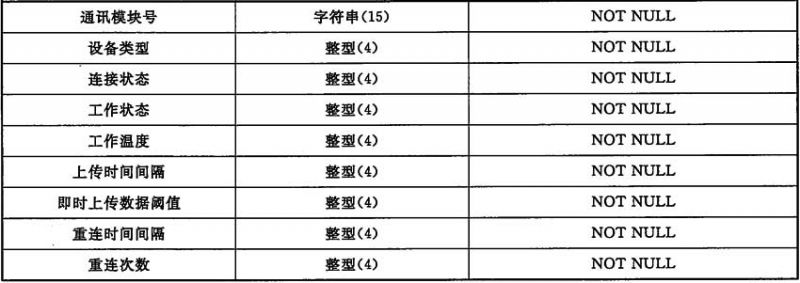 通讯模块号 字符串(15) NOT NULL
设备类型 整型(4) NOT NULL
连接状态 整型(4) NOT NULL
工作状态 整型(4) NOT NULL
工作温度 整型(4) NOT NULL
上传时间间隔 整型(4) NOT NULL
即时上传数据阈值 整型(4) NOT NULL
重连时间间隔 整型(4) NOT NULL
重连次数 整型(4) NOT NULL